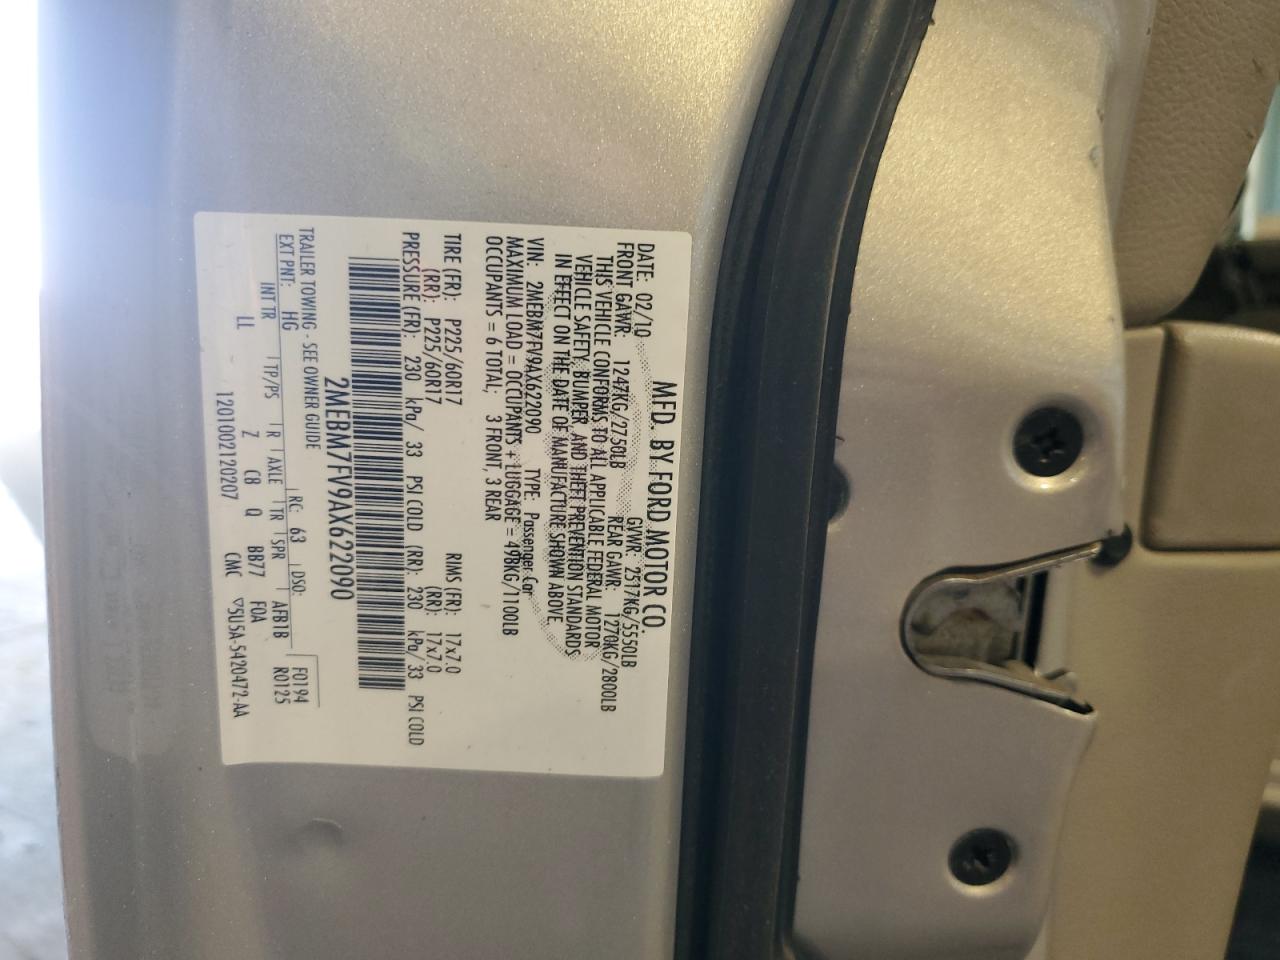 MFD. BY FORD MOTOR CO.
DATE: 02/10 GVWR: 2517KG/5550LB
FRONT GAWR: 1247KG/2750LB REAR GAWR: 1270KG/2800LB
THIS VEHICLE CONFORMS TO ALL APPLICABLE FEDERAL MOTOR
VEHICLE SAFETY, BUMPER, AND THEFT PREVENTION STANDARDS
IN EFFECT ON THE DATE OF MANUFACTURE SHOWN ABOVE.
VIN: 2MEBM7FV9AX622090 TYPE: Passenger Car
MAXIMUM LOAD = OCCUPANTS + LUGGAGE = 498KG/1100LB
OCCUPANTS = 6 TOTAL; 3 FRONT, 3 REAR
TIRE (FR): P225/60R17 RIMS (FR): 17x7.0
(RR): P225/60R17 (RR): 17x7.0
PRESSURE (FR): 230 kPa/ 33 PSI COLD (RR): 230 kPa/ 33 PSI COLD
2MEBM7FV9AX622090
TRAILER TOWING - SEE OWNER GUIDE F0194
EXT PNT: HG RC: 63 DSO: AFB1B R0125
INT TR TP/PS R AXLE TR SPR
LL Z C8 Q BB77 F0A
1201002120207 CMC ▽5U5A-5420472-AA